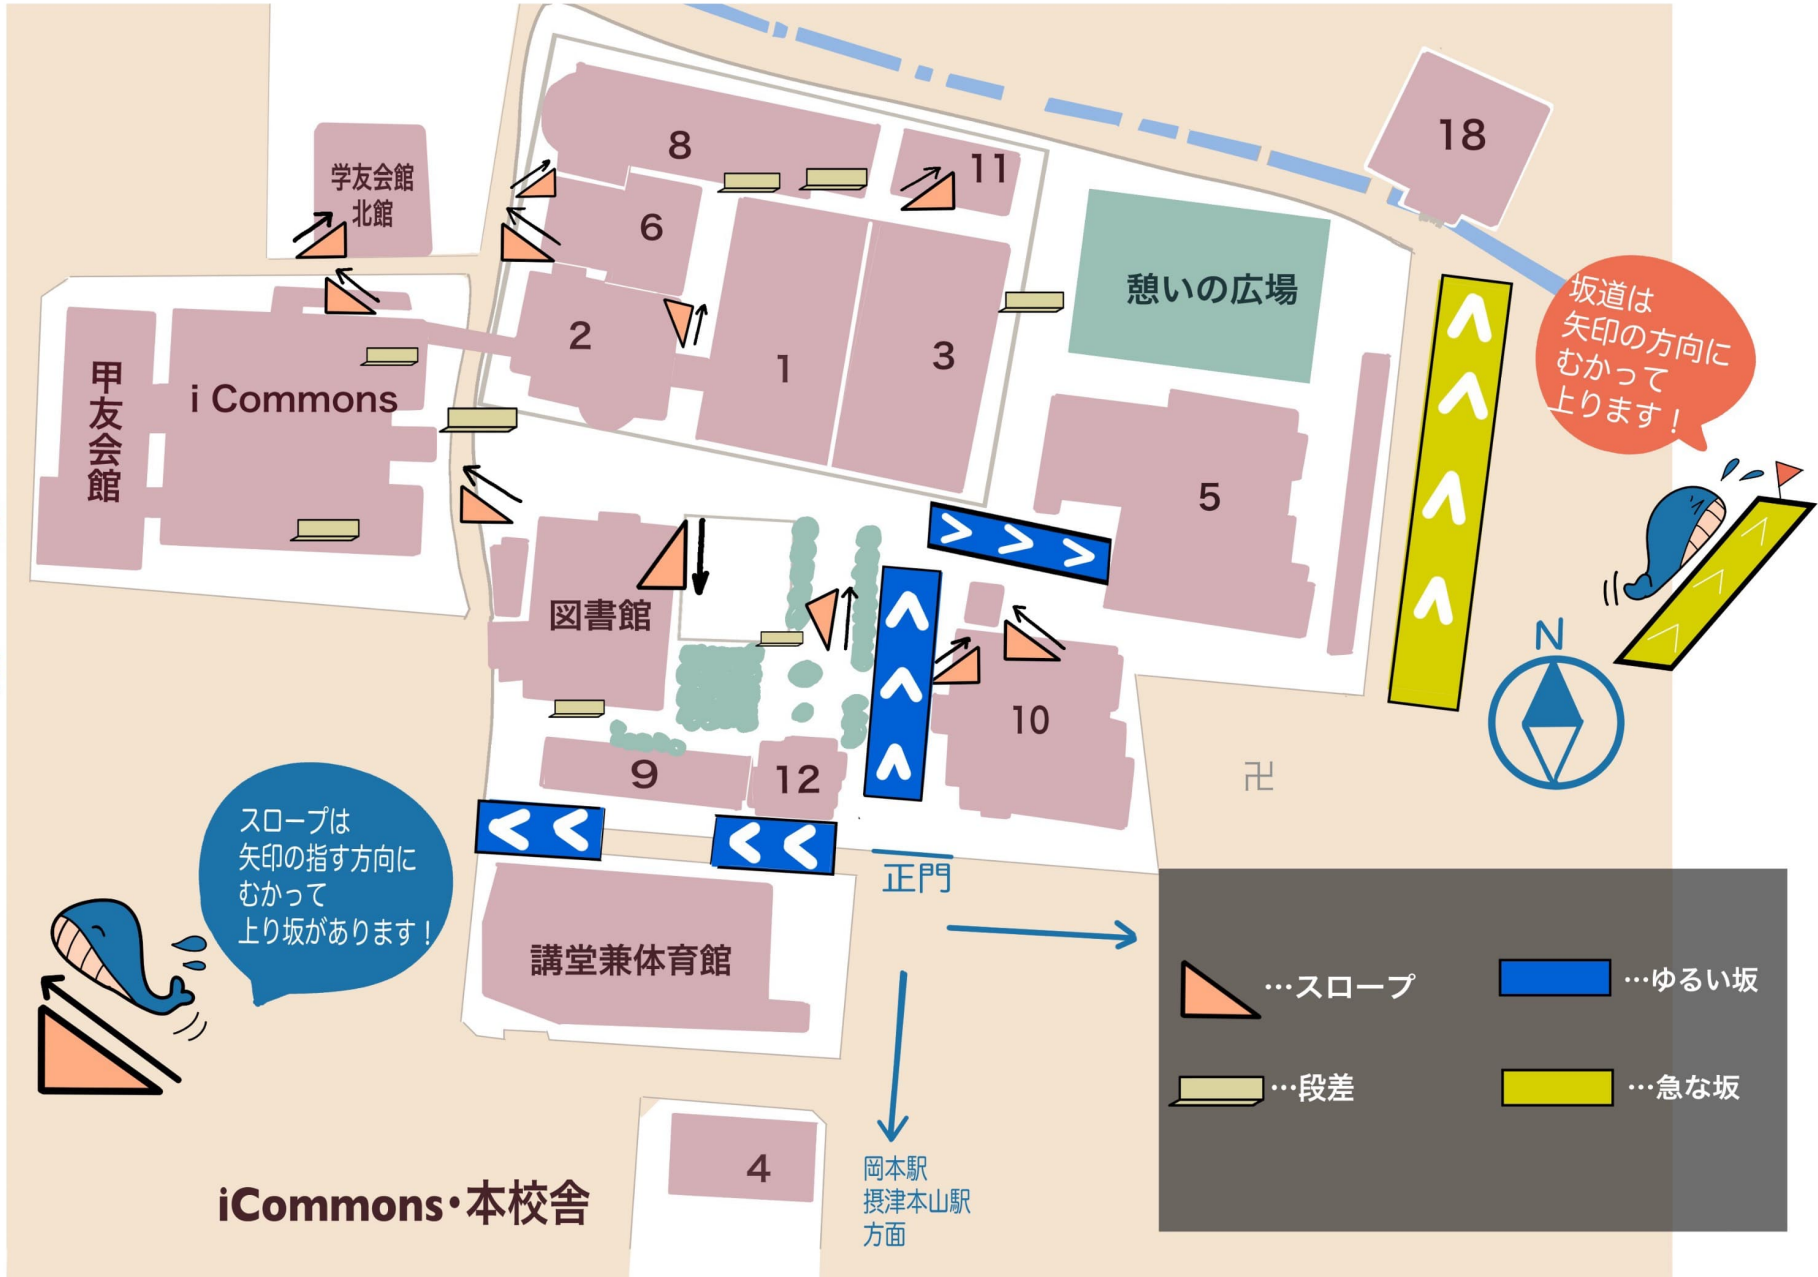 8
11
18
学友会館
北館
6
憩いの広場
2
1
3
甲友会館
i Commons
5
図書館
10
9
12
卍
正門
講堂兼体育館
4
岡本駅
摂津本山駅
方面
N
坂道は
矢印の方向に
むかって
上ります！
スロープは
矢印の指す方向に
むかって
上り坂があります！
…スロープ
…ゆるい坂
…段差
…急な坂
iCommons・本校舎